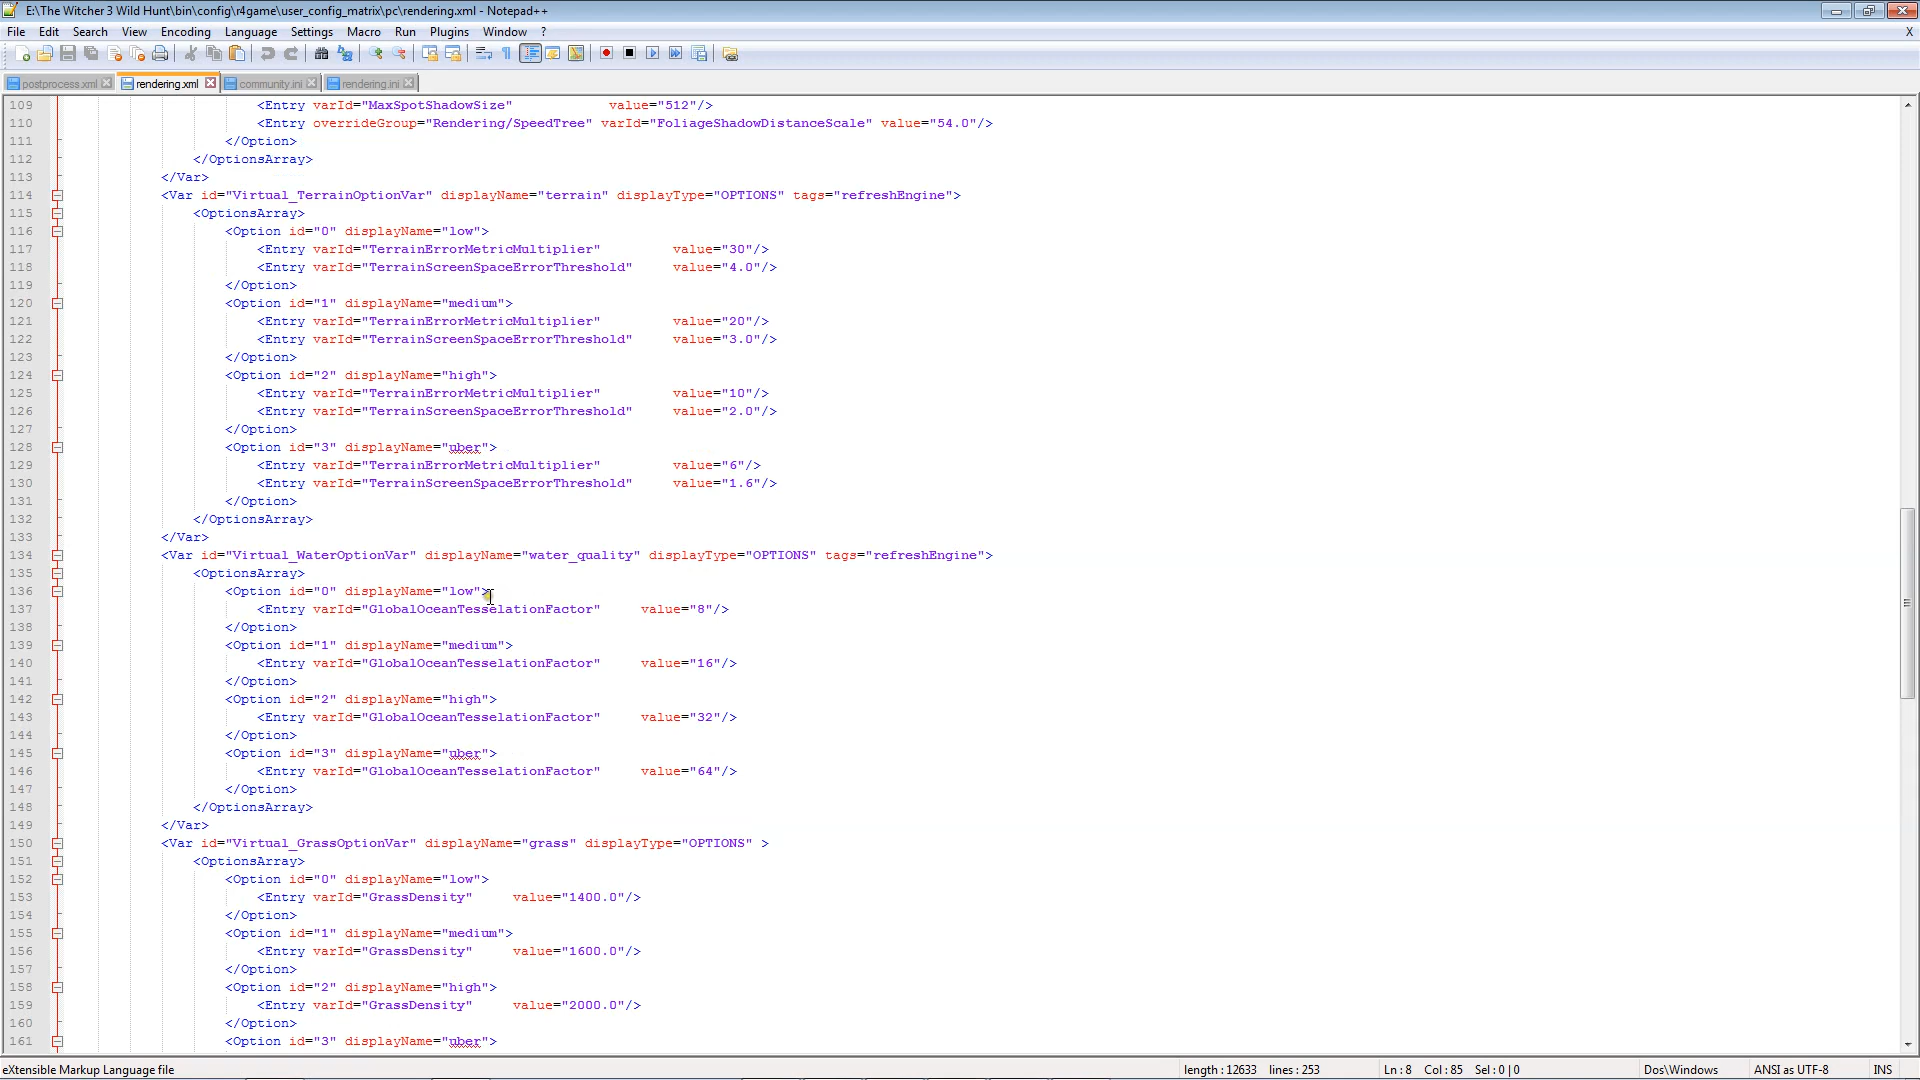 E:\The Witcher 3 Wild Hunt\bin\config\r4game\user_config_matrix\pc\rendering.xml - Notepad++
File Edit Search View Encoding Language Settings Macro Run Plugins Window ? X
postprocess.xml rendering.xml community.ini rendering.ini
109 <Entry varId="MaxSpotShadowSize" value="512"/>
110 <Entry overrideGroup="Rendering/SpeedTree" varId="FoliageShadowDistanceScale" value="54.0"/>
111 </Option>
112 </OptionsArray>
113 </Var>
114 <Var id="Virtual_TerrainOptionVar" displayName="terrain" displayType="OPTIONS" tags="refreshEngine">
115 <OptionsArray>
116 <Option id="0" displayName="low">
117 <Entry varId="TerrainErrorMetricMultiplier" value="30"/>
118 <Entry varId="TerrainScreenSpaceErrorThreshold" value="4.0"/>
119 </Option>
120 <Option id="1" displayName="medium">
121 <Entry varId="TerrainErrorMetricMultiplier" value="20"/>
122 <Entry varId="TerrainScreenSpaceErrorThreshold" value="3.0"/>
123 </Option>
124 <Option id="2" displayName="high">
125 <Entry varId="TerrainErrorMetricMultiplier" value="10"/>
126 <Entry varId="TerrainScreenSpaceErrorThreshold" value="2.0"/>
127 </Option>
128 <Option id="3" displayName="uber">
129 <Entry varId="TerrainErrorMetricMultiplier" value="6"/>
130 <Entry varId="TerrainScreenSpaceErrorThreshold" value="1.6"/>
131 </Option>
132 </OptionsArray>
133 </Var>
134 <Var id="Virtual_WaterOptionVar" displayName="water_quality" displayType="OPTIONS" tags="refreshEngine">
135 <OptionsArray>
136 <Option id="0" displayName="low">
137 <Entry varId="GlobalOceanTesselationFactor" value="8"/>
138 </Option>
139 <Option id="1" displayName="medium">
140 <Entry varId="GlobalOceanTesselationFactor" value="16"/>
141 </Option>
142 <Option id="2" displayName="high">
143 <Entry varId="GlobalOceanTesselationFactor" value="32"/>
144 </Option>
145 <Option id="3" displayName="uber">
146 <Entry varId="GlobalOceanTesselationFactor" value="64"/>
147 </Option>
148 </OptionsArray>
149 </Var>
150 <Var id="Virtual_GrassOptionVar" displayName="grass" displayType="OPTIONS" >
151 <OptionsArray>
152 <Option id="0" displayName="low">
153 <Entry varId="GrassDensity" value="1400.0"/>
154 </Option>
155 <Option id="1" displayName="medium">
156 <Entry varId="GrassDensity" value="1600.0"/>
157 </Option>
158 <Option id="2" displayName="high">
159 <Entry varId="GrassDensity" value="2000.0"/>
160 </Option>
161 <Option id="3" displayName="uber">
eXtensible Markup Language file length : 12633 lines : 253 Ln : 8 Col : 85 Sel : 0 | 0 Dos\Windows ANSI as UTF-8 INS